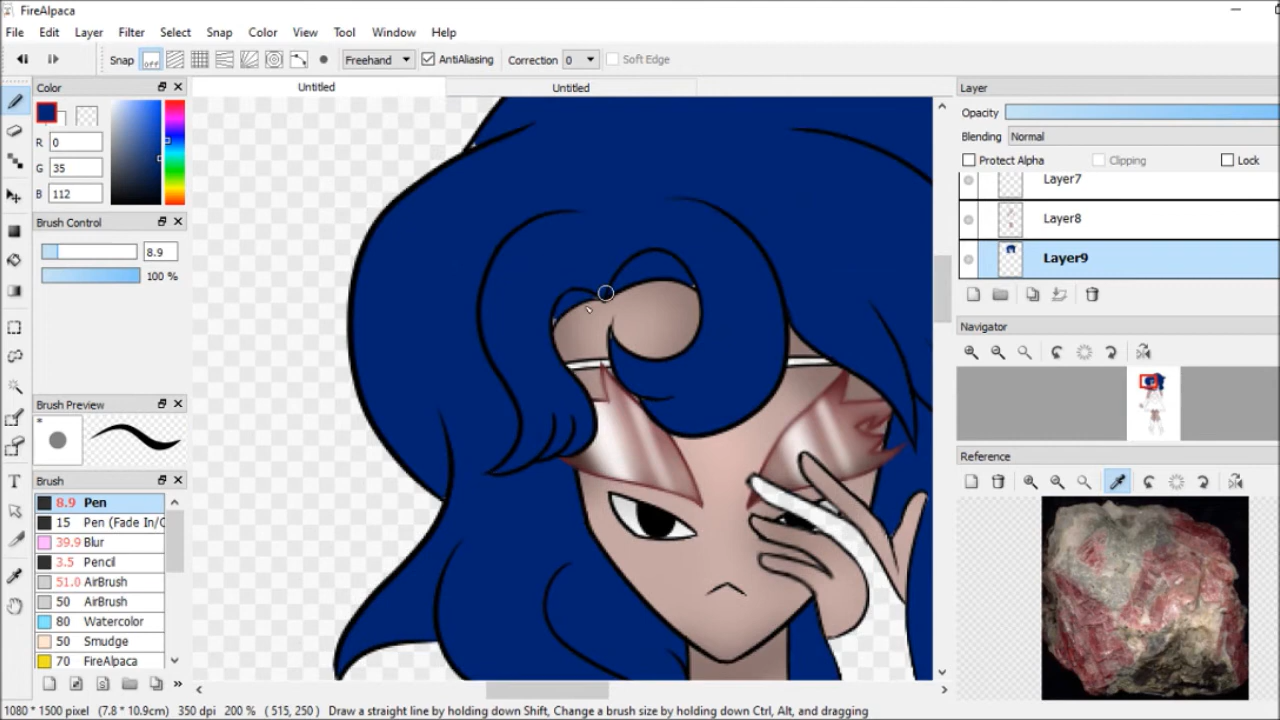 FireAlpaca
File Edit Layer Filter Select Snap Color View Tool Window Help
Snap off Freehand AntiAliasing Correction 0 Soft Edge
Color
R 0
G 35
B 112
Brush Control
8.9
100 %
Brush Preview
*
Brush
8.9 Pen
15 Pen (Fade In/O
39.9 Blur
3.5 Pencil
51.0 AirBrush
50 AirBrush
80 Watercolor
50 Smudge
70 FireAlpaca
Untitled Untitled
Layer
Opacity
Blending Normal
Protect Alpha Clipping Lock
Layer7
Layer8
Layer9
Navigator
Reference
1080 * 1500 pixel (7.8 * 10.9cm) 350 dpi 200 % ( 515, 250 ) Draw a straight line by holding down Shift, Change a brush size by holding down Ctrl, Alt, and dragging